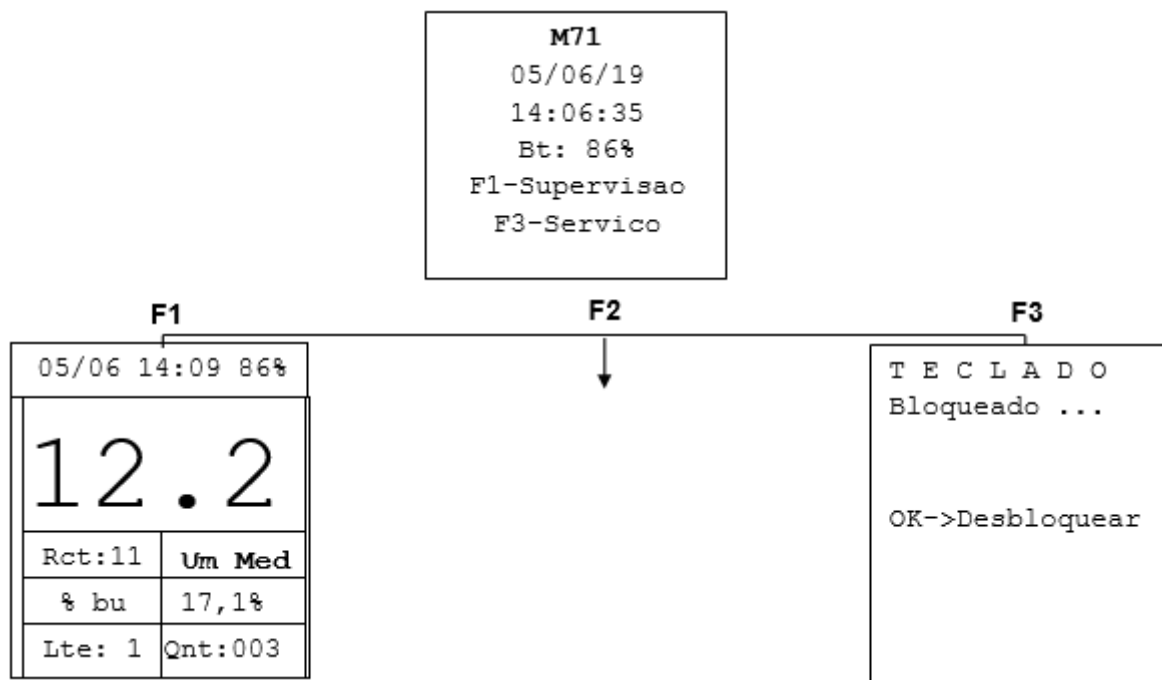 M71
05/06/19
14:06:35
Bt: 86%
F1-Supervisao
F3-Servico
F1
F2
F3
05/06 14:09 86%
12.2
Rct:11 Um Med
% bu 17,1%
Lte: 1 Qnt:003
T E C L A D O
Bloqueado ...
OK->Desbloquear